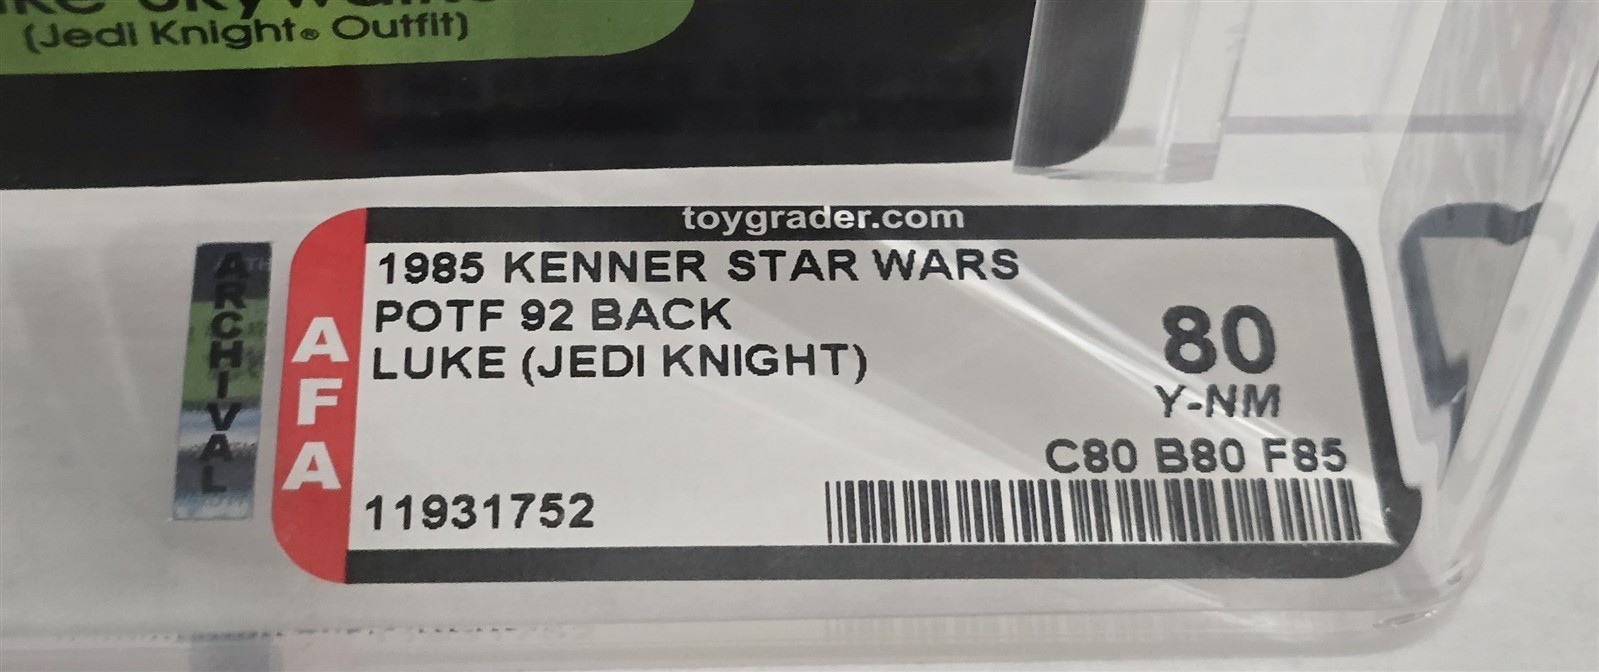 (Jedi Knight® Outfit)
toygrader.com
1985 KENNER STAR WARS
POTF 92 BACK
LUKE (JEDI KNIGHT)
80
Y-NM
C80 B80 F85
11931752
AFA
ARCHIVAL